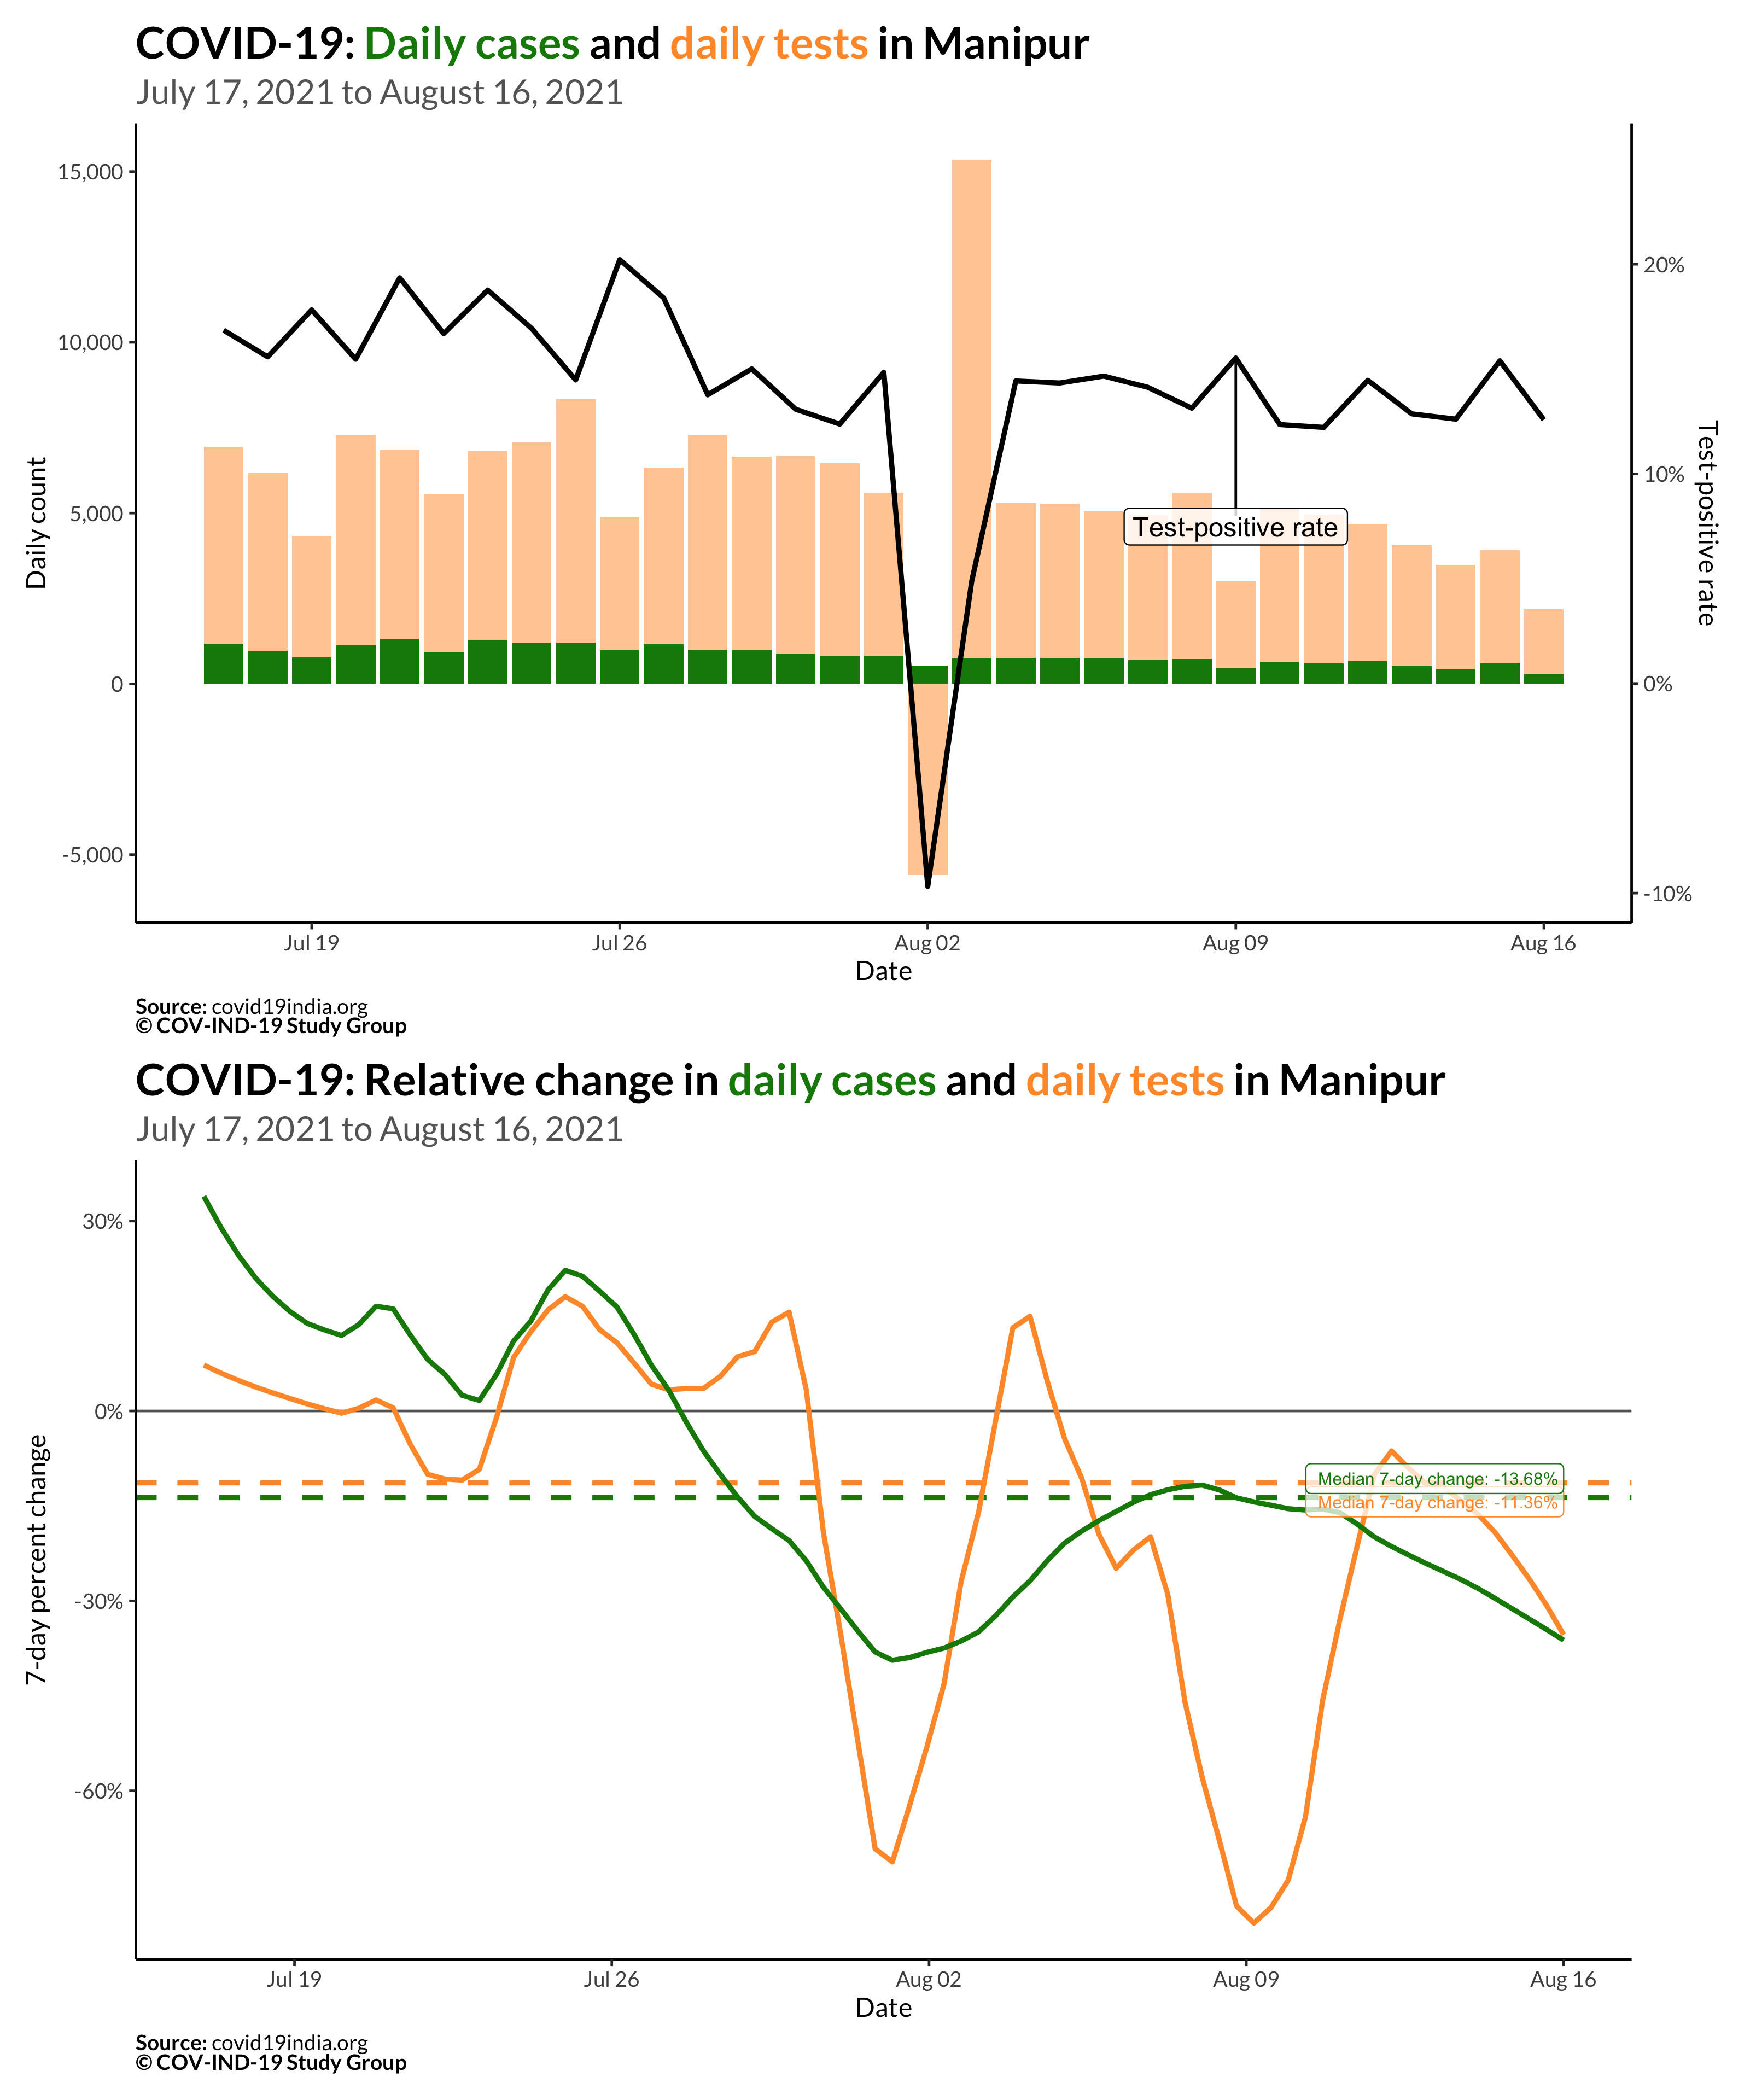 COVID-19: Daily cases and daily tests in Manipur
July 17, 2021 to August 16, 2021
15,000
10,000
5,000
0
-5,000
Daily count
20%
10%
0%
-10%
Test-positive rate
Test-positive rate
Jul 19
Jul 26
Aug 02
Aug 09
Aug 16
Date
Source: covid19india.org
© COV-IND-19 Study Group
COVID-19: Relative change in daily cases and daily tests in Manipur
July 17, 2021 to August 16, 2021
30%
0%
-30%
-60%
7-day percent change
Median 7-day change: -13.68%
Median 7-day change: -11.36%
Jul 19
Jul 26
Aug 02
Aug 09
Aug 16
Date
Source: covid19india.org
© COV-IND-19 Study Group